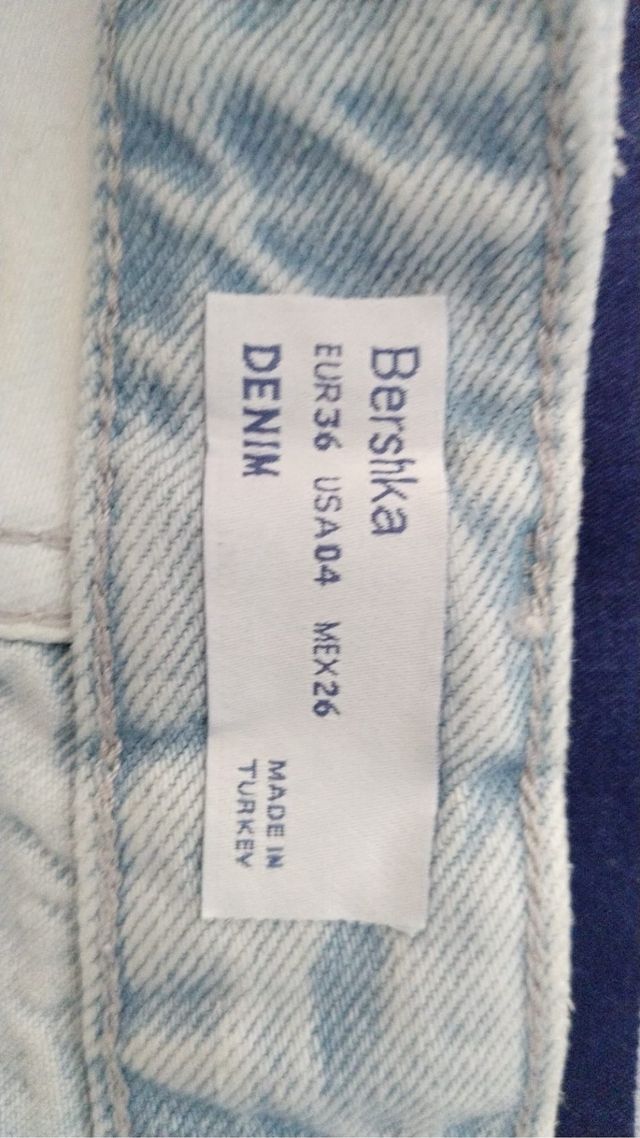 Bershka
EUR36 USA04 MEX26
DENIM
MADE IN
TURKEY